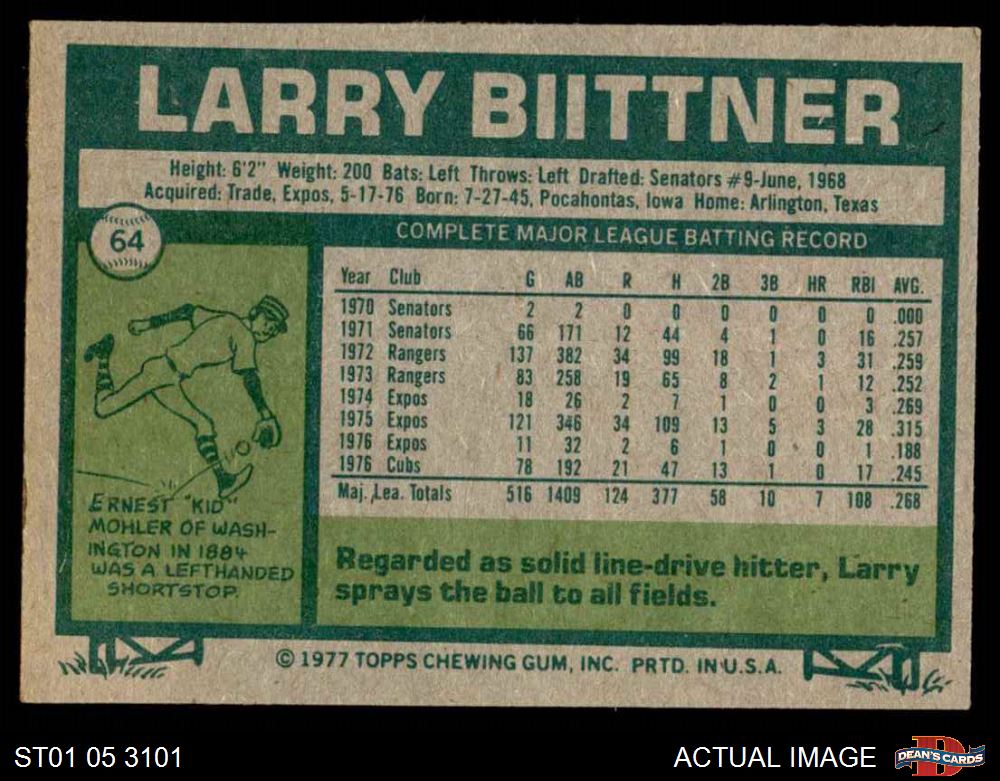 LARRY BIITTNER
Height: 6'2" Weight: 200 Bats: Left Throws: Left Drafted: Senators #9-June, 1968
Acquired: Trade, Expos, 5-17-76 Born: 7-27-45, Pocahontas, Iowa Home: Arlington, Texas
64
COMPLETE MAJOR LEAGUE BATTING RECORD
Year Club G AB R H 2B 3B HR RBI AVG.
1970 Senators 2 2 0 0 0 0 0 0 .000
1971 Senators 66 171 12 44 4 1 0 16 .257
1972 Rangers 137 382 34 99 18 1 3 31 .259
1973 Rangers 83 258 19 65 8 2 1 12 .252
1974 Expos 18 26 2 7 1 0 0 3 .269
1975 Expos 121 346 34 109 13 5 3 28 .315
1976 Expos 11 32 2 6 1 0 0 1 .188
1976 Cubs 78 192 21 47 13 1 0 17 .245
Maj. Lea. Totals 516 1409 124 377 58 10 7 108 .268
ERNEST "KID"
MOHLER OF WASH-
INGTON IN 1884
WAS A LEFTHANDED
SHORTSTOP.
Regarded as solid line-drive hitter, Larry
sprays the ball to all fields.
© 1977 TOPPS CHEWING GUM, INC. PRTD. IN U.S.A.
ST01 05 3101
ACTUAL IMAGE
D
DEAN'S CARDS